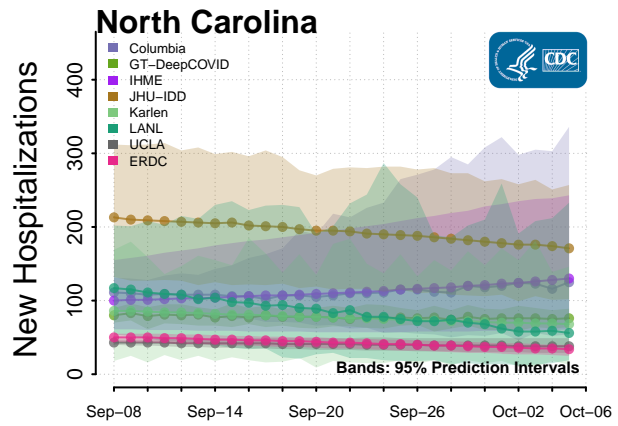 North Carolina
Columbia
GT−DeepCOVID
IHME
JHU−IDD
Karlen
LANL
UCLA
ERDC
CDC
New Hospitalizations
400
300
200
100
0
Bands: 95% Prediction Intervals
Sep−08 Sep−14 Sep−20 Sep−26 Oct−02 Oct−06